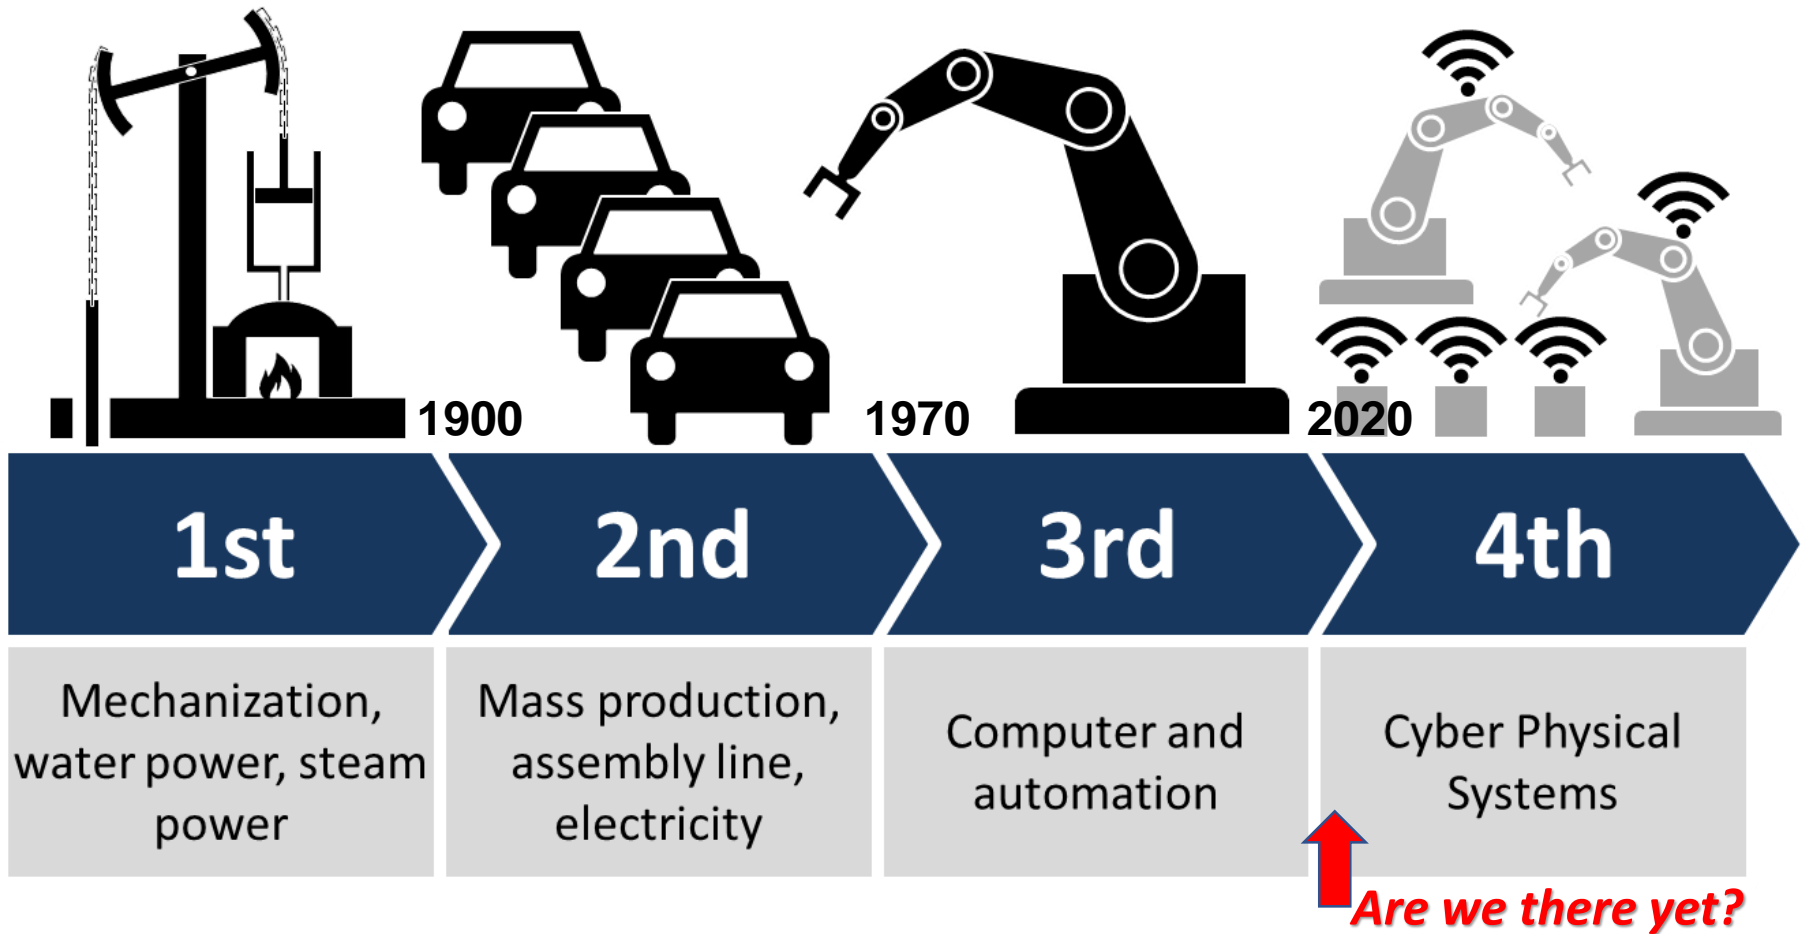 1900
1970
2020
1st
2nd
3rd
4th
Mechanization,
water power, steam
power
Mass production,
assembly line,
electricity
Computer and
automation
Cyber Physical
Systems
Are we there yet?